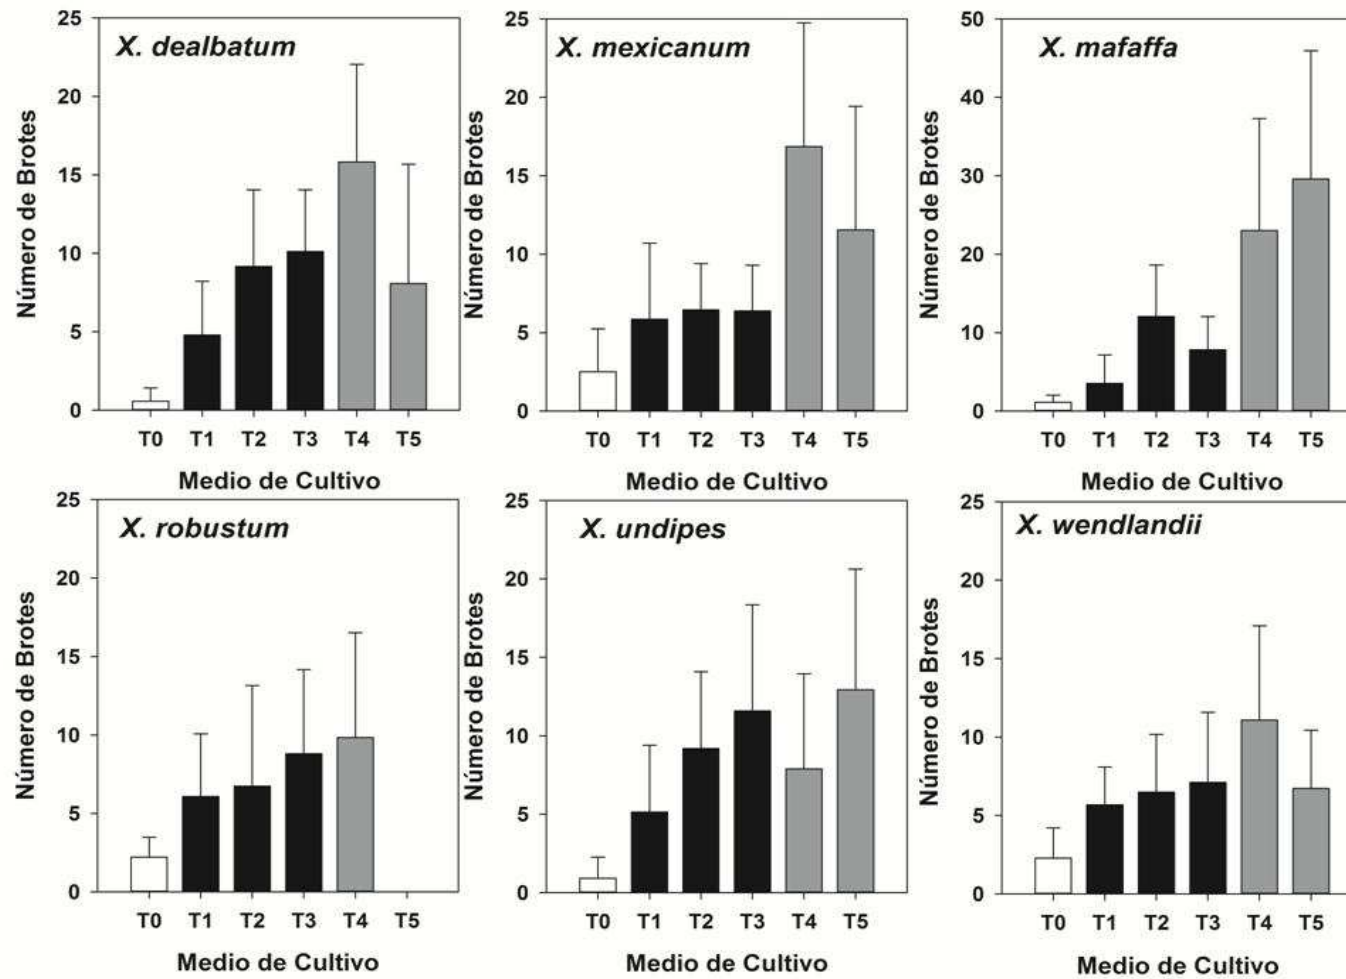 X. dealbatum
Número de Brotes
25
20
15
10
5
0
T0 T1 T2 T3 T4 T5
Medio de Cultivo
X. mexicanum
Número de Brotes
25
20
15
10
5
0
T0 T1 T2 T3 T4 T5
Medio de Cultivo
X. mafaffa
Número de Brotes
50
40
30
20
10
0
T0 T1 T2 T3 T4 T5
Medio de Cultivo
X. robustum
Número de Brotes
25
20
15
10
5
0
T0 T1 T2 T3 T4 T5
Medio de Cultivo
X. undipes
Número de Brotes
25
20
15
10
5
0
T0 T1 T2 T3 T4 T5
Medio de Cultivo
X. wendlandii
Número de Brotes
25
20
15
10
5
0
T0 T1 T2 T3 T4 T5
Medio de Cultivo